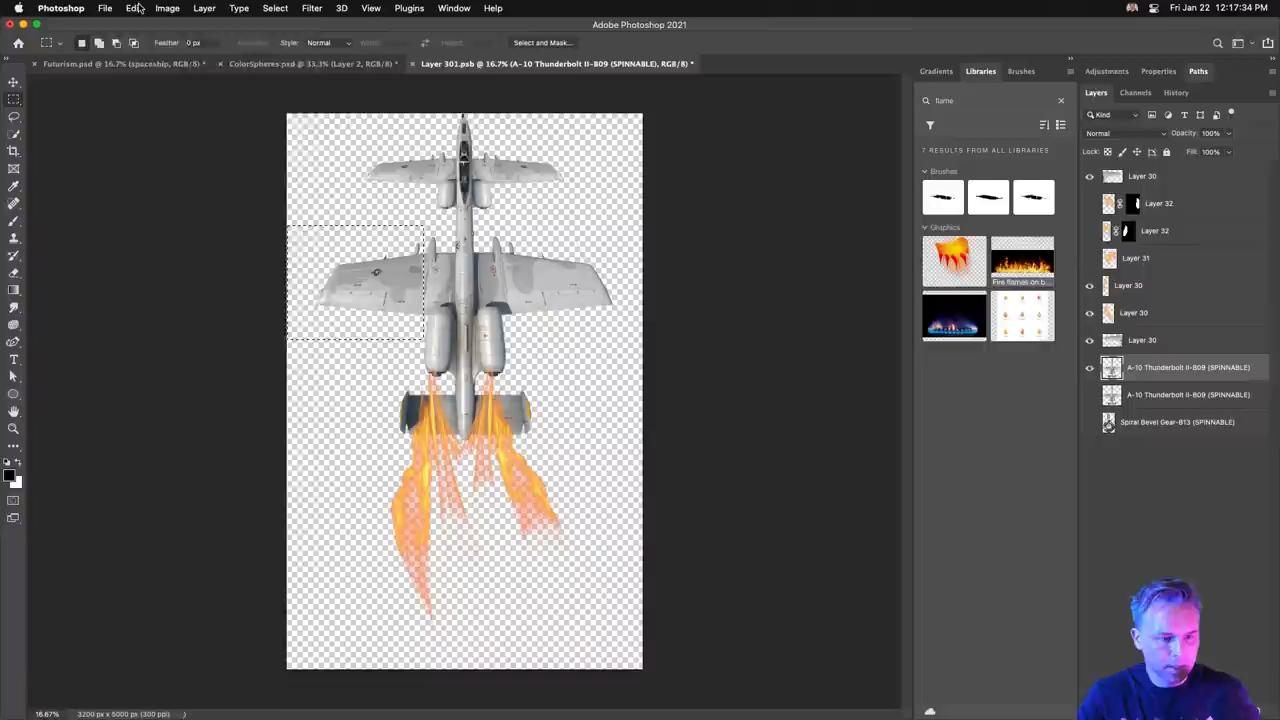 Photoshop File Edit Image Layer Type Select Filter 3D View Plugins Window Help
Fri Jan 22 12:17:34 PM
Adobe Photoshop 2021
Feather: 0 px
Style: Normal
Select and Mask...
Futurism.psd @ 16.7% (spaceship, RGB/8) *
ColorSpheres.psd @ 33.3% (Layer 2, RGB/8) *
Layer 301.psb @ 16.7% (A-10 Thunderbolt II-B09 (SPINNABLE), RGB/8) *
Gradients Libraries Brushes
Adjustments Properties Paths
flame
7 RESULTS FROM ALL LIBRARIES
Brushes
Graphics
Fire flames on b...
Layers Channels History
Kind
Normal Opacity: 100%
Lock: Fill: 100%
Layer 30
Layer 32
Layer 32
Layer 31
Layer 30
Layer 30
Layer 30
A-10 Thunderbolt II-B09 (SPINNABLE)
A-10 Thunderbolt II-B09 (SPINNABLE)
Spiral Bevel Gear-813 (SPINNABLE)
16.67% 3200 px x 5000 px (300 ppi)